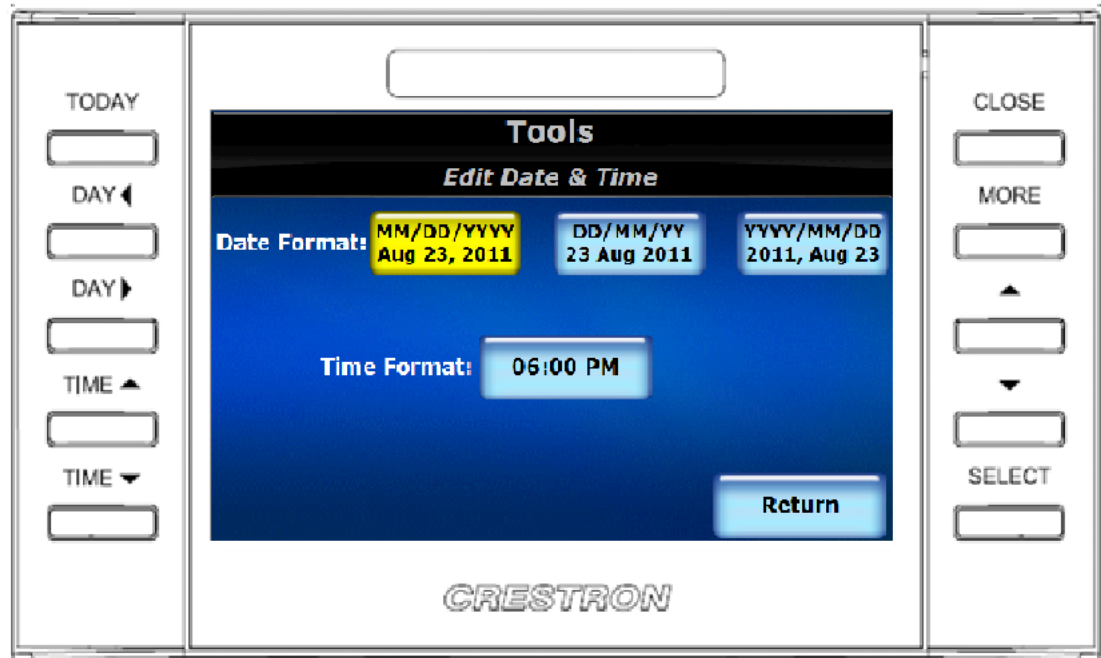 TODAY
DAY
DAY
TIME
TIME
Tools
Edit Date & Time
Date Format:
MM/DD/YYYY
Aug 23, 2011
DD/MM/YY
23 Aug 2011
YYYY/MM/DD
2011, Aug 23
Time Format:
06:00 PM
Return
CRESTRON
CLOSE
MORE
SELECT